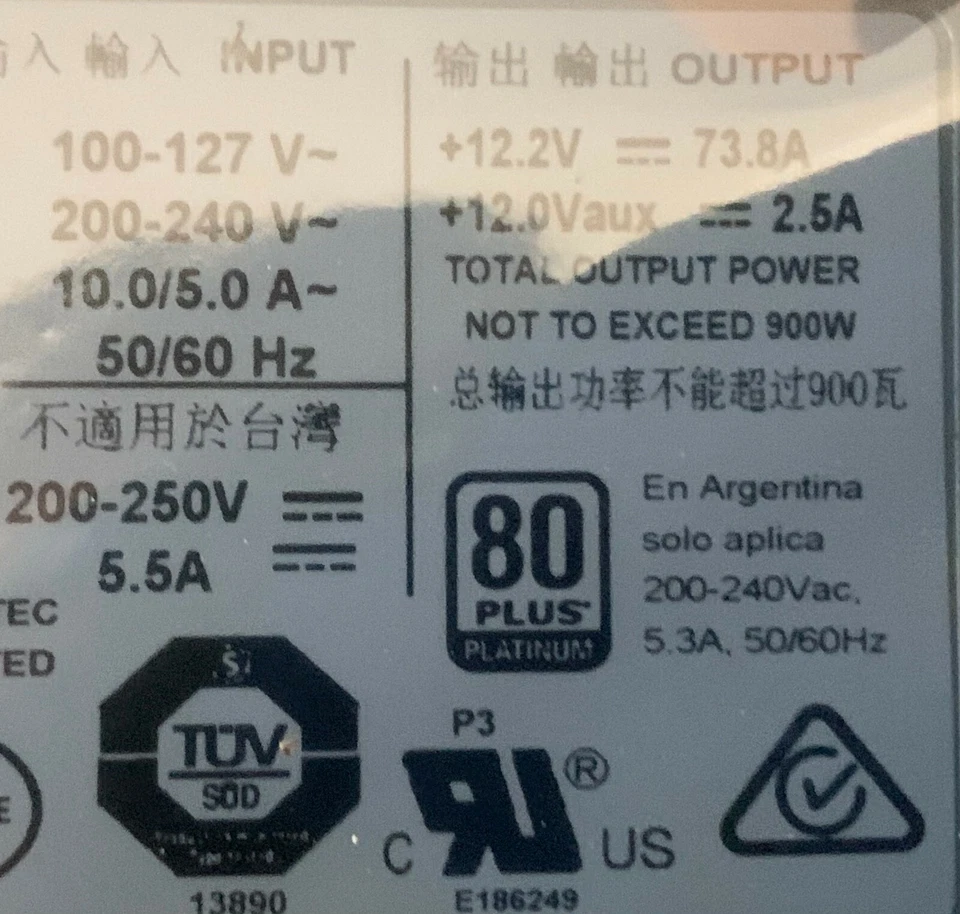 入 輸入 INPUT
100-127 V~
200-240 V~
10.0/5.0 A~
50/60 Hz
不適用於台灣
200-250V
5.5A
TEC
TED
TÜV
SÜD
13890
输出 輸出 OUTPUT
+12.2V 73.8A
+12.0Vaux 2.5A
TOTAL OUTPUT POWER
NOT TO EXCEED 900W
总输出功率不能超过900瓦
80
PLUS
PLATINUM
En Argentina
solo aplica
200-240Vac,
5.3A, 50/60Hz
P3
C RU ® US
E186249